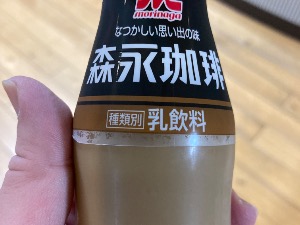 morinaga
なつかしい思い出の味
森永珈琲
種類別 乳飲料